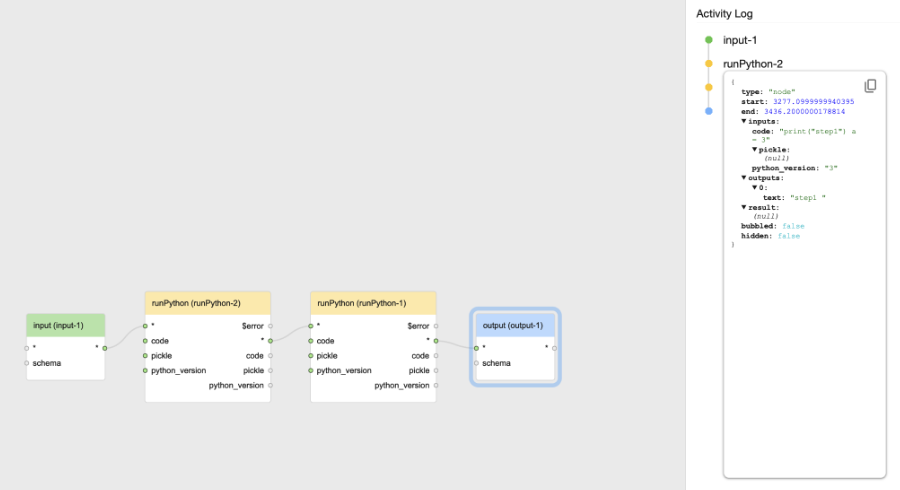 Activity Log
input-1
runPython-2
{
type: "node"
start: 3277.0999999940395
end: 3436.2000000178814
▼inputs:
code: "print("step1") a
= 3"
▼pickle:
(null)
python_version: "3"
▼outputs:
▼0:
text: "step1 "
▼result:
(null)
bubbled: false
hidden: false
}
input (input-1)
* *
schema
runPython (runPython-2)
* $error
code *
pickle code
python_version pickle
python_version
runPython (runPython-1)
* $error
code *
pickle code
python_version pickle
python_version
output (output-1)
* *
schema